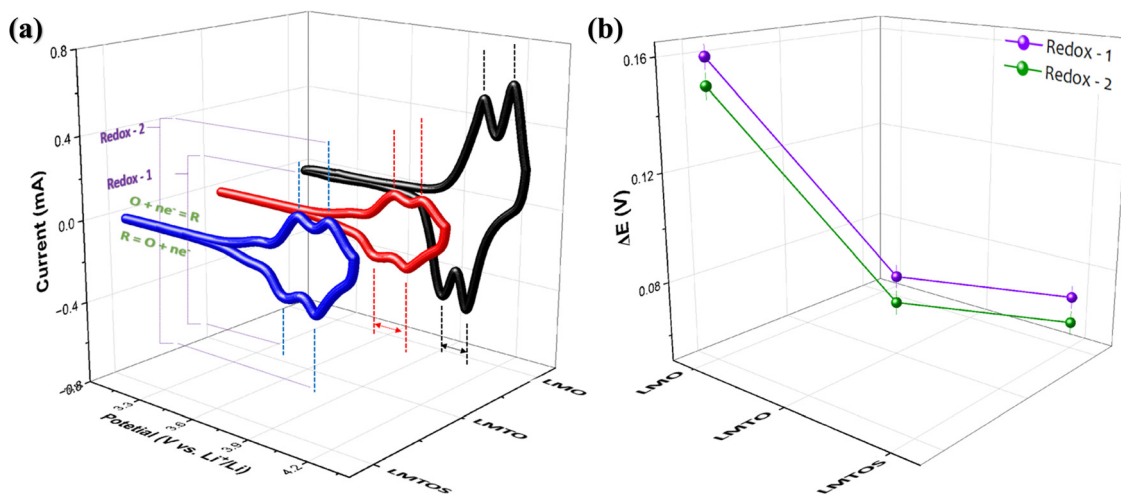 (a)
0.8
0.4
0.0
−0.4
−0.8
Current (mA)
Redox - 2
Redox - 1
O + ne⁻ = R
R = O + ne⁻
3.3
3.6
3.9
4.2
Potetial (V vs. Li⁺/Li)
LMO
LMTO
LMTOS
(b)
Redox - 1
Redox - 2
0.16
0.12
0.08
ΔE (V)
LMO
LMTO
LMTOS